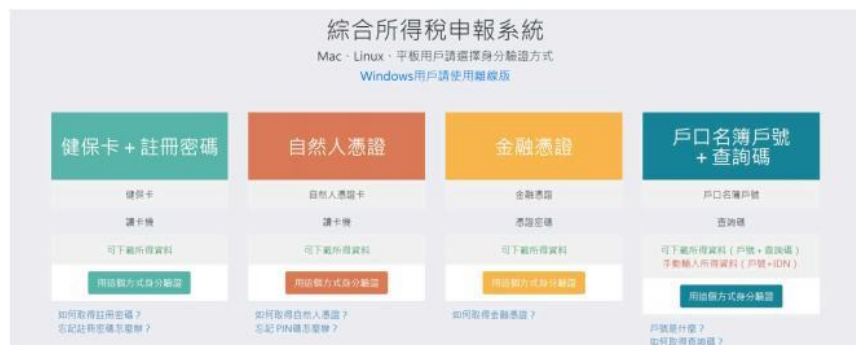 綜合所得稅申報系統
Mac、Linux、平板用戶請選擇身分驗證方式
Windows用戶請使用離線版
健保卡 + 註冊密碼
健保卡
讀卡機
可下載所得資料
用這個方式身分驗證
如何取得註冊密碼？
忘記註冊密碼怎麼辦？
自然人憑證
自然人憑證卡
讀卡機
可下載所得資料
用這個方式身分驗證
如何取得自然人憑證？
忘記 PIN碼怎麼辦？
金融憑證
金融憑證
憑證密碼
可下載所得資料
用這個方式身分驗證
如何取得金融憑證？
戶口名簿戶號
+ 查詢碼
戶口名簿戶號
查詢碼
可下載所得資料（戶號 + 查詢碼）
手動輸入所得資料（戶號+IDN）
用這個方式身分驗證
戶號是什麼？
如何取得查詢碼？